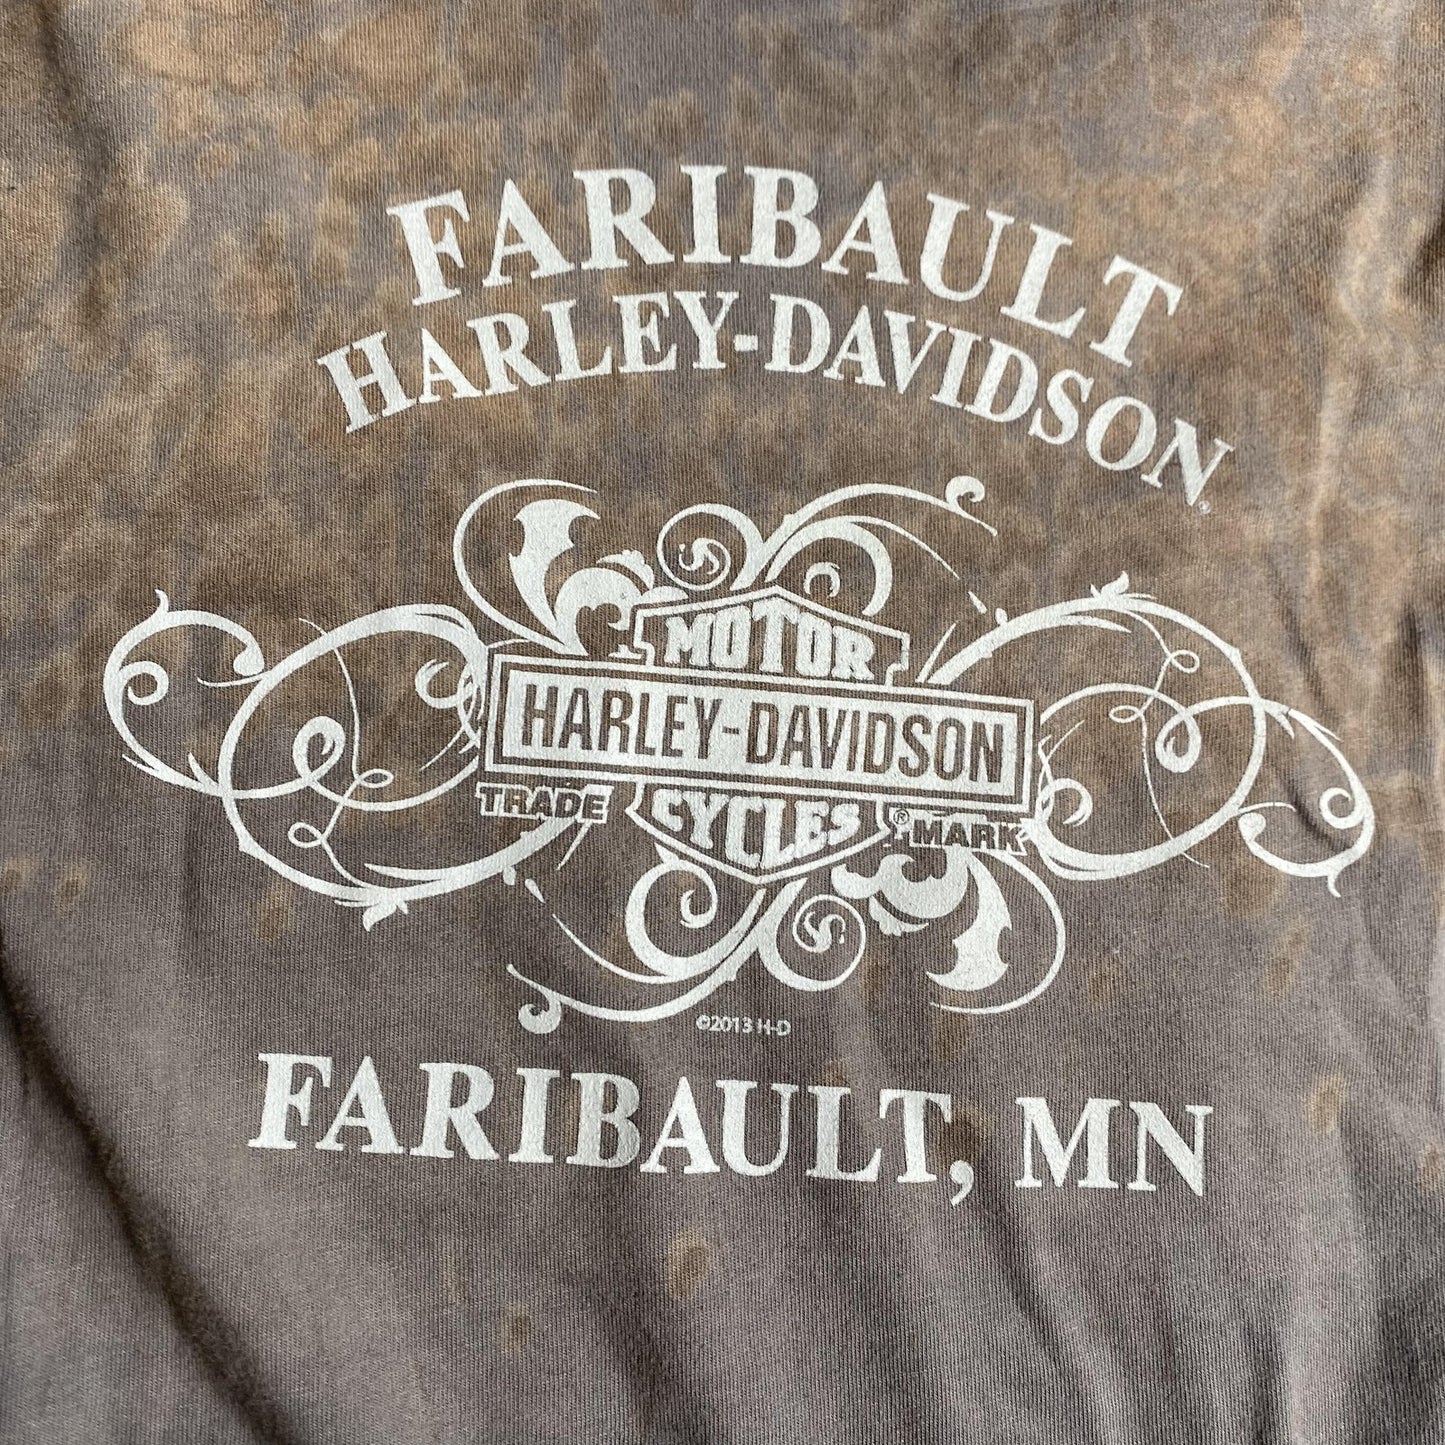 FARIBAULT
HARLEY-DAVIDSON®
MOTOR
HARLEY-DAVIDSON
TRADE CYCLES ® MARK
©2013 H-D
FARIBAULT, MN